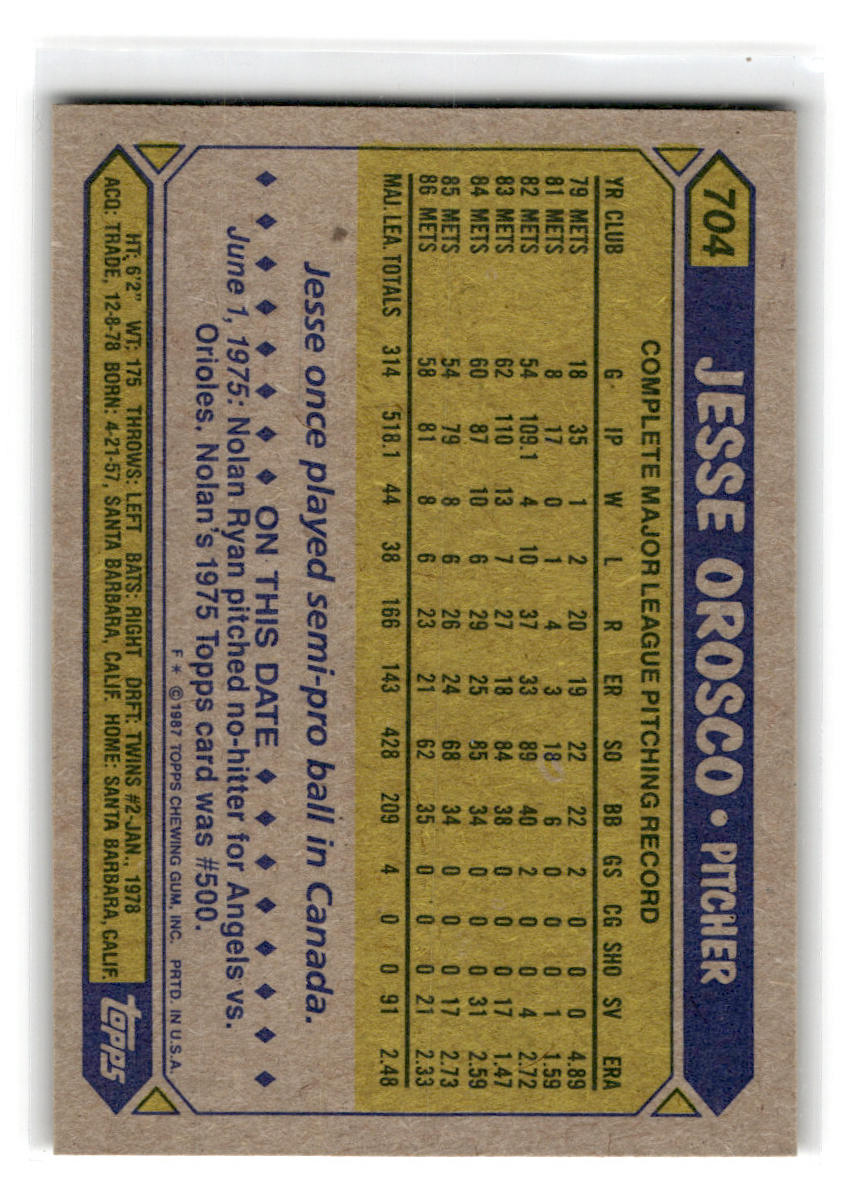 704 JESSE OROSCO • PITCHER
COMPLETE MAJOR LEAGUE PITCHING RECORD
YR CLUB G IP W L R ER SO BB GS CG SHO SV ERA
79 METS 18 35 1 2 20 19 22 22 2 0 0 0 4.89
81 METS 8 17 0 1 4 3 18 6 0 0 0 1 1.59
82 METS 54 109.1 4 10 37 33 89 40 2 0 0 4 2.72
83 METS 62 110 13 7 27 18 84 38 0 0 0 17 1.47
84 METS 60 87 10 6 29 25 85 34 0 0 0 31 2.59
85 METS 54 79 8 6 26 24 68 34 0 0 0 17 2.73
86 METS 58 81 8 6 23 21 62 35 0 0 0 21 2.33
MAJ. LEA. TOTALS 314 518.1 44 38 166 143 428 209 4 0 0 91 2.48
Jesse once played semi-pro ball in Canada.
ON THIS DATE
June 1, 1975: Nolan Ryan pitched no-hitter for Angels vs.
Orioles. Nolan's 1975 Topps card was #500.
F* ©1987 TOPPS CHEWING GUM, INC. PRTD. IN U.S.A.
HT: 6'2" WT: 175 THROWS: LEFT BATS: RIGHT DRFT: TWINS #2-JAN., 1978
ACQ: TRADE, 12-8-78 BORN: 4-21-57, SANTA BARBARA, CALIF. HOME: SANTA BARBARA, CALIF.
topps